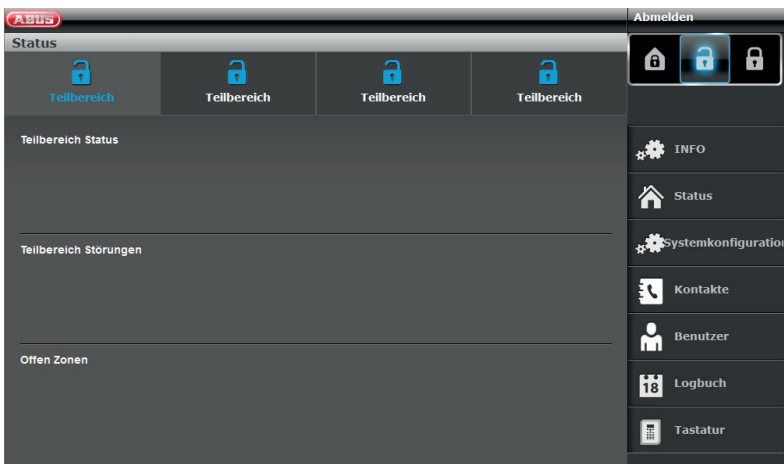 ABUS
Abmelden
Status
Teilbereich
Teilbereich
Teilbereich
Teilbereich
Teilbereich Status
Teilbereich Störungen
Offen Zonen
INFO
Status
Systemkonfiguration
Kontakte
Benutzer
18
Logbuch
Tastatur